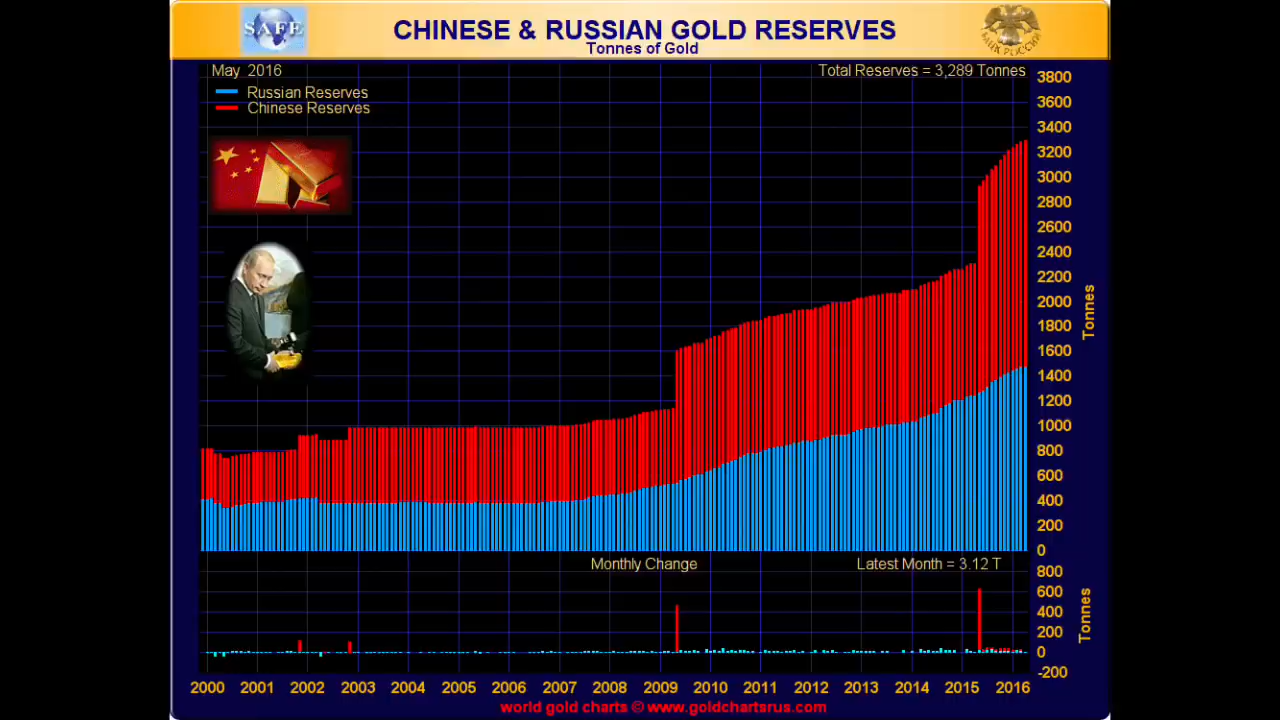 SAFE
CHINESE & RUSSIAN GOLD RESERVES
Tonnes of Gold
БАНК РОССИИ
May 2016
Total Reserves = 3,289 Tonnes
Russian Reserves
Chinese Reserves
3800
3600
3400
3200
3000
2800
2600
2400
2200
2000
1800
1600
1400
1200
1000
800
600
400
200
0
Tonnes
Monthly Change
Latest Month = 3.12 T
800
600
400
200
0
-200
Tonnes
2000 2001 2002 2003 2004 2005 2006 2007 2008 2009 2010 2011 2012 2013 2014 2015 2016
world gold charts © www.goldchartsrus.com